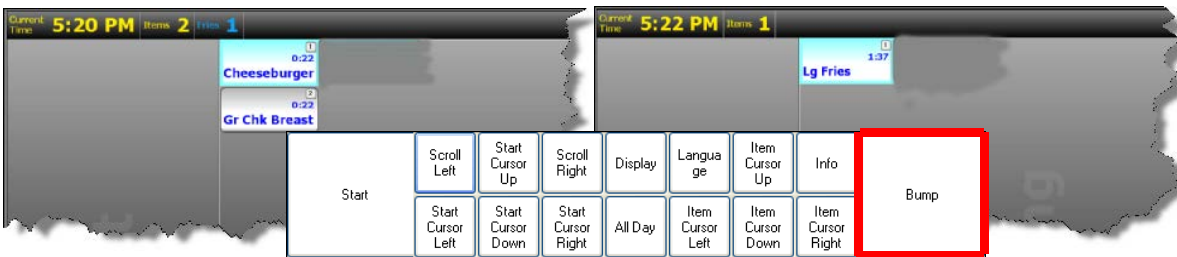 Current Time 5:20 PM Items 2 Fries 1
1
0:22
Cheeseburger
2
0:22
Gr Chk Breast
Current Time 5:22 PM Items 1
1
1:37
Lg Fries
Start
Scroll Left
Start Cursor Up
Scroll Right
Display
Langua
ge
Item Cursor Up
Info
Bump
Start Cursor Left
Start Cursor Down
Start Cursor Right
All Day
Item Cursor Left
Item Cursor Down
Item Cursor Right